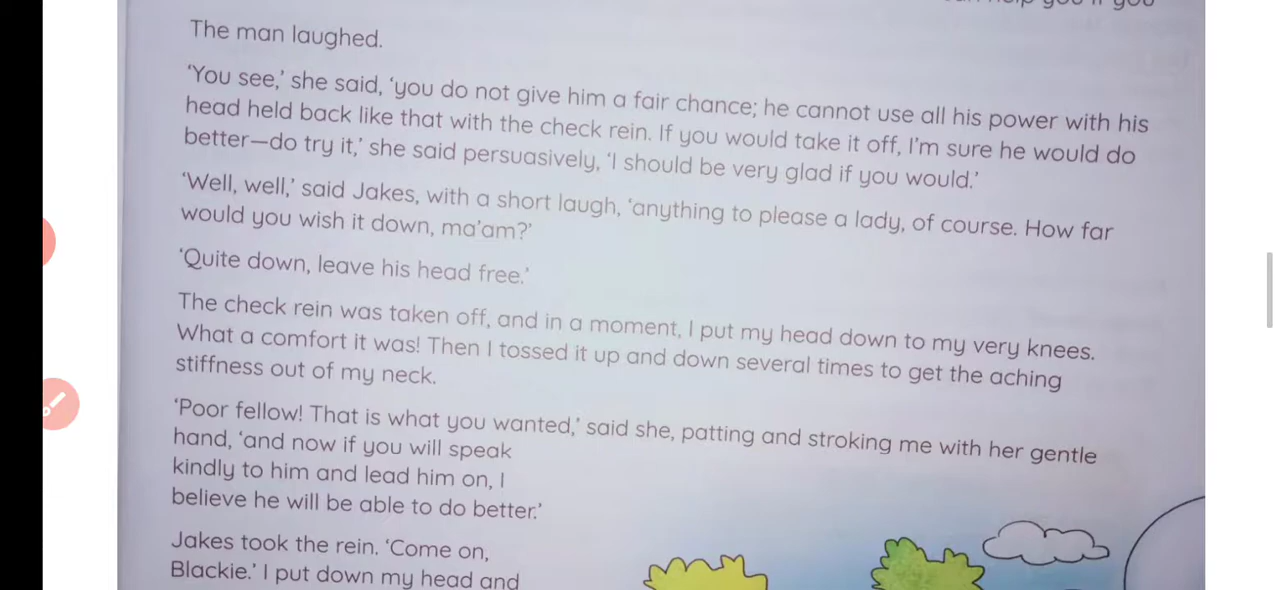 The man laughed.
‘You see,’ she said, ‘you do not give him a fair chance; he cannot use all his power with his
head held back like that with the check rein. If you would take it off, I’m sure he would do
better—do try it,’ she said persuasively, ‘I should be very glad if you would.’
‘Well, well,’ said Jakes, with a short laugh, ‘anything to please a lady, of course. How far
would you wish it down, ma’am?’
‘Quite down, leave his head free.’
The check rein was taken off, and in a moment, I put my head down to my very knees.
What a comfort it was! Then I tossed it up and down several times to get the aching
stiffness out of my neck.
‘Poor fellow! That is what you wanted,’ said she, patting and stroking me with her gentle
hand, ‘and now if you will speak
kindly to him and lead him on, I
believe he will be able to do better.’
Jakes took the rein. ‘Come on,
Blackie.’ I put down my head and